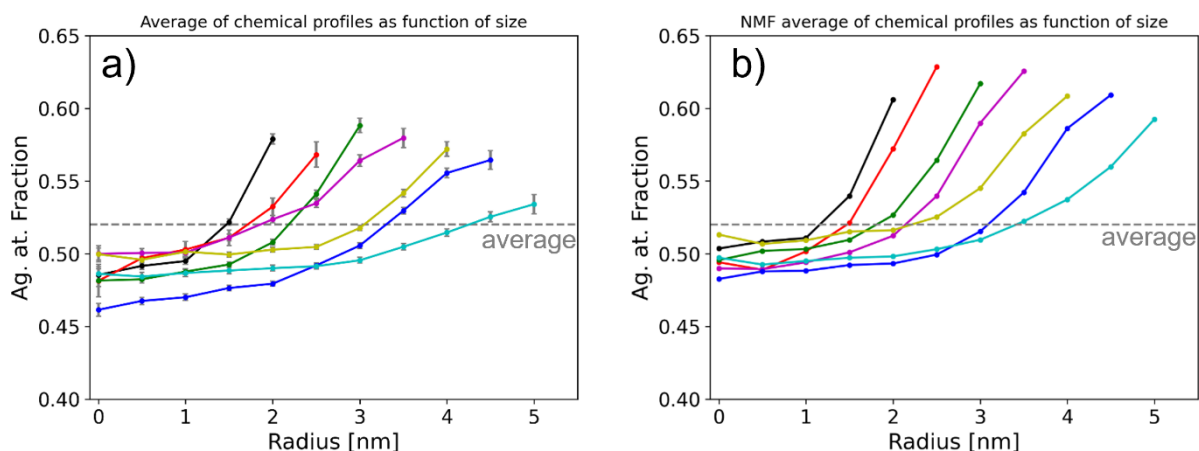 Average of chemical profiles as function of size
a)
0.65
0.60
0.55
0.50
0.45
0.40
Ag. at. Fraction
average
0 1 2 3 4 5
Radius [nm]
NMF average of chemical profiles as function of size
b)
0.65
0.60
0.55
0.50
0.45
0.40
Ag. at. Fraction
average
0 1 2 3 4 5
Radius [nm]